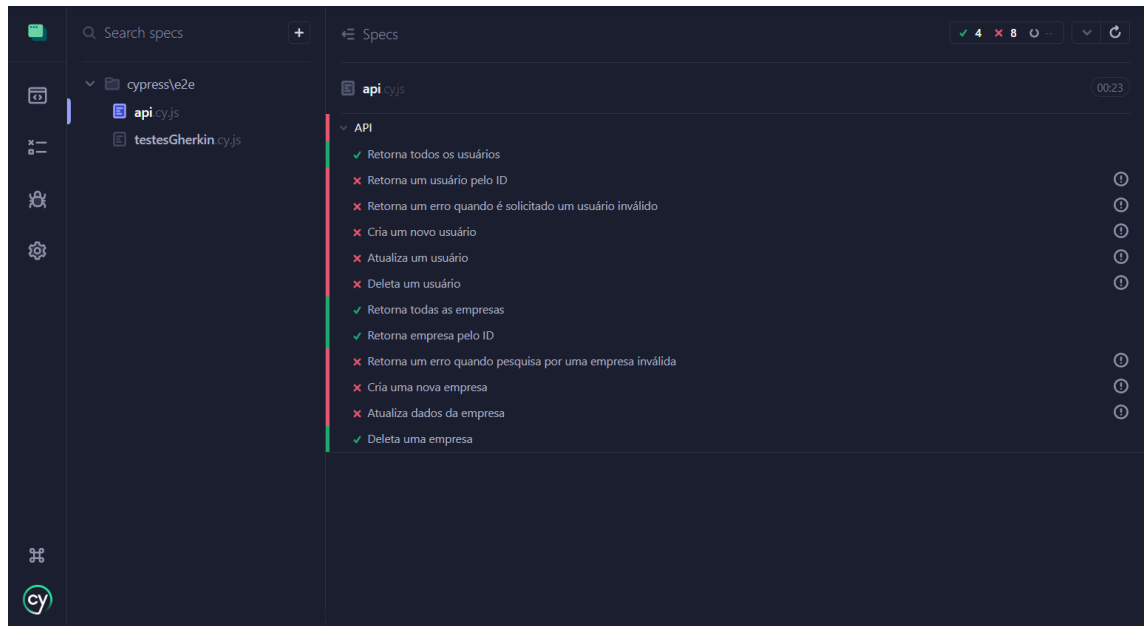 Search specs
+
cypress\e2e
api.cy.js
testesGherkin.cy.js
cy
Specs
4 8 --
api.cy.js
00:23
API
Retorna todos os usuários
Retorna um usuário pelo ID
Retorna um erro quando é solicitado um usuário inválido
Cria um novo usuário
Atualiza um usuário
Deleta um usuário
Retorna todas as empresas
Retorna empresa pelo ID
Retorna um erro quando pesquisa por uma empresa inválida
Cria uma nova empresa
Atualiza dados da empresa
Deleta uma empresa